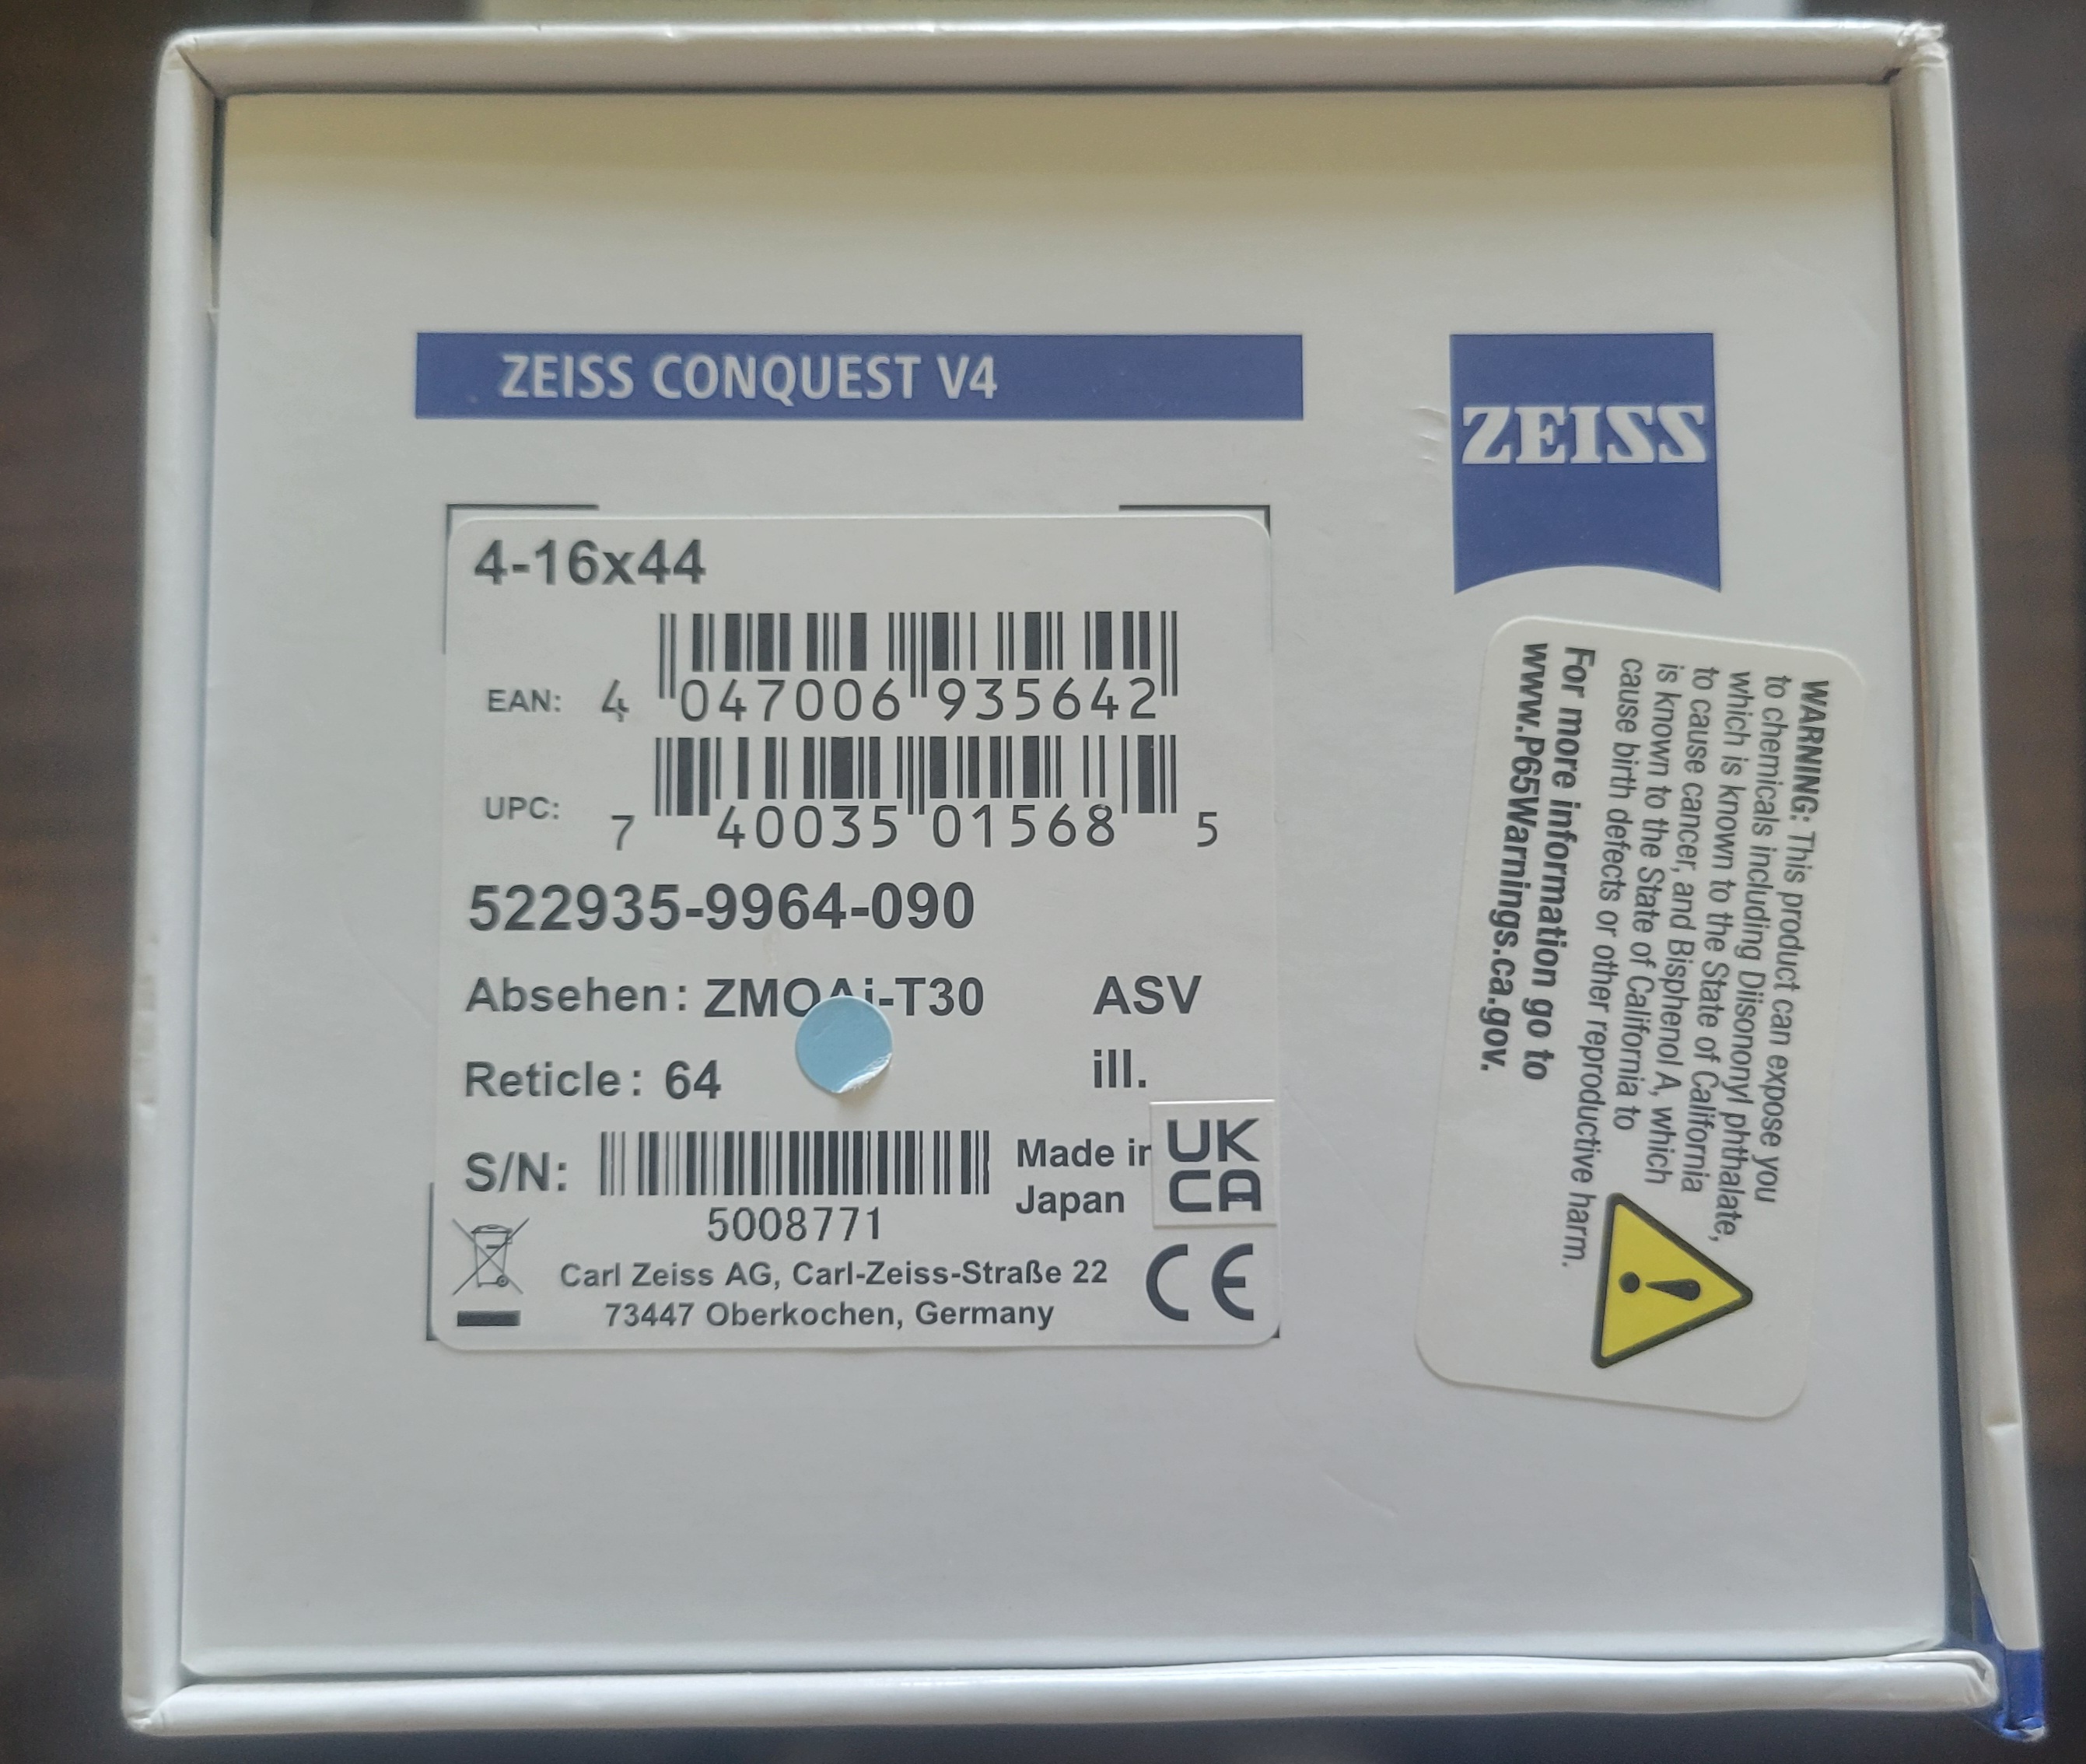 ZEISS CONQUEST V4
ZEISS
4-16x44
EAN: 4 047006 935642
UPC: 7 40035 01568 5
522935-9964-090
Absehen: ZMOAi-T30 ASV
Reticle: 64 ill.
S/N:
5008771
Made in
Japan
UK
CA
Carl Zeiss AG, Carl-Zeiss-Straße 22
73447 Oberkochen, Germany
CE
WARNING: This product can expose you
to chemicals including Diisononyl phthalate,
which is known to the State of California
to cause cancer, and Bisphenol A, which
is known to the State of California to
cause birth defects or other reproductive harm.
For more information go to
www.P65Warnings.ca.gov.